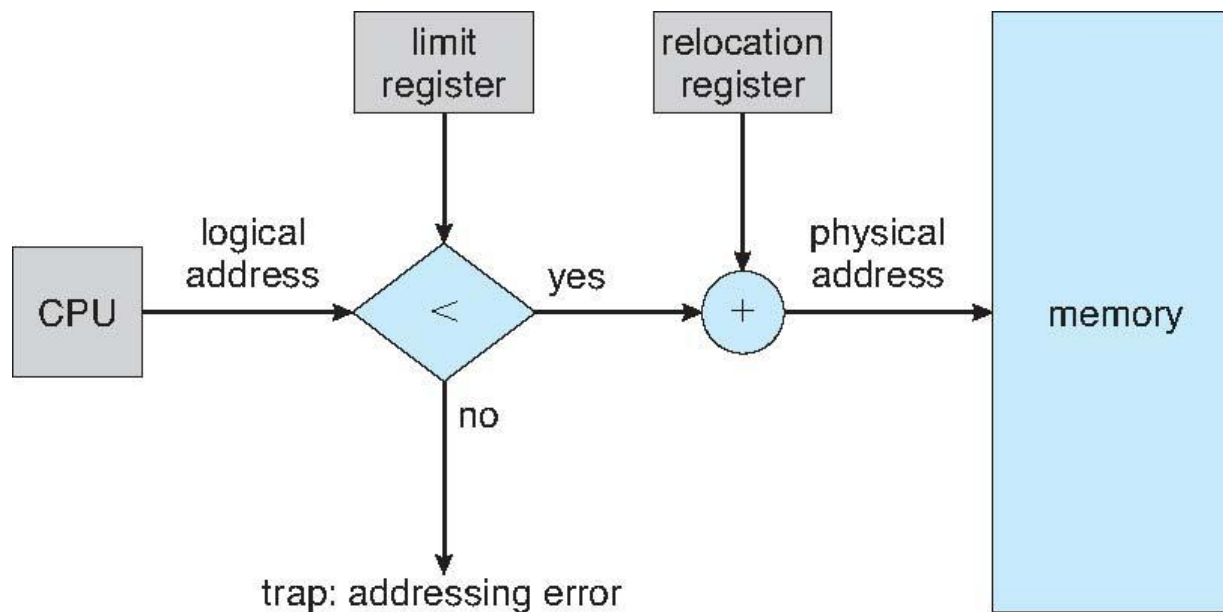 limit
register
relocation
register
logical
address
physical
address
CPU
<
yes
+
memory
no
trap: addressing error